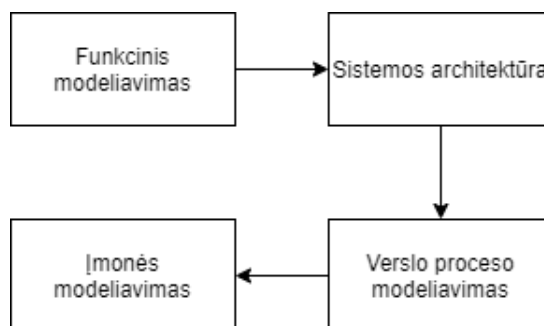 Funkcinis
modeliavimas
Sistemos architektūra
Įmonės
modeliavimas
Verslo proceso
modeliavimas